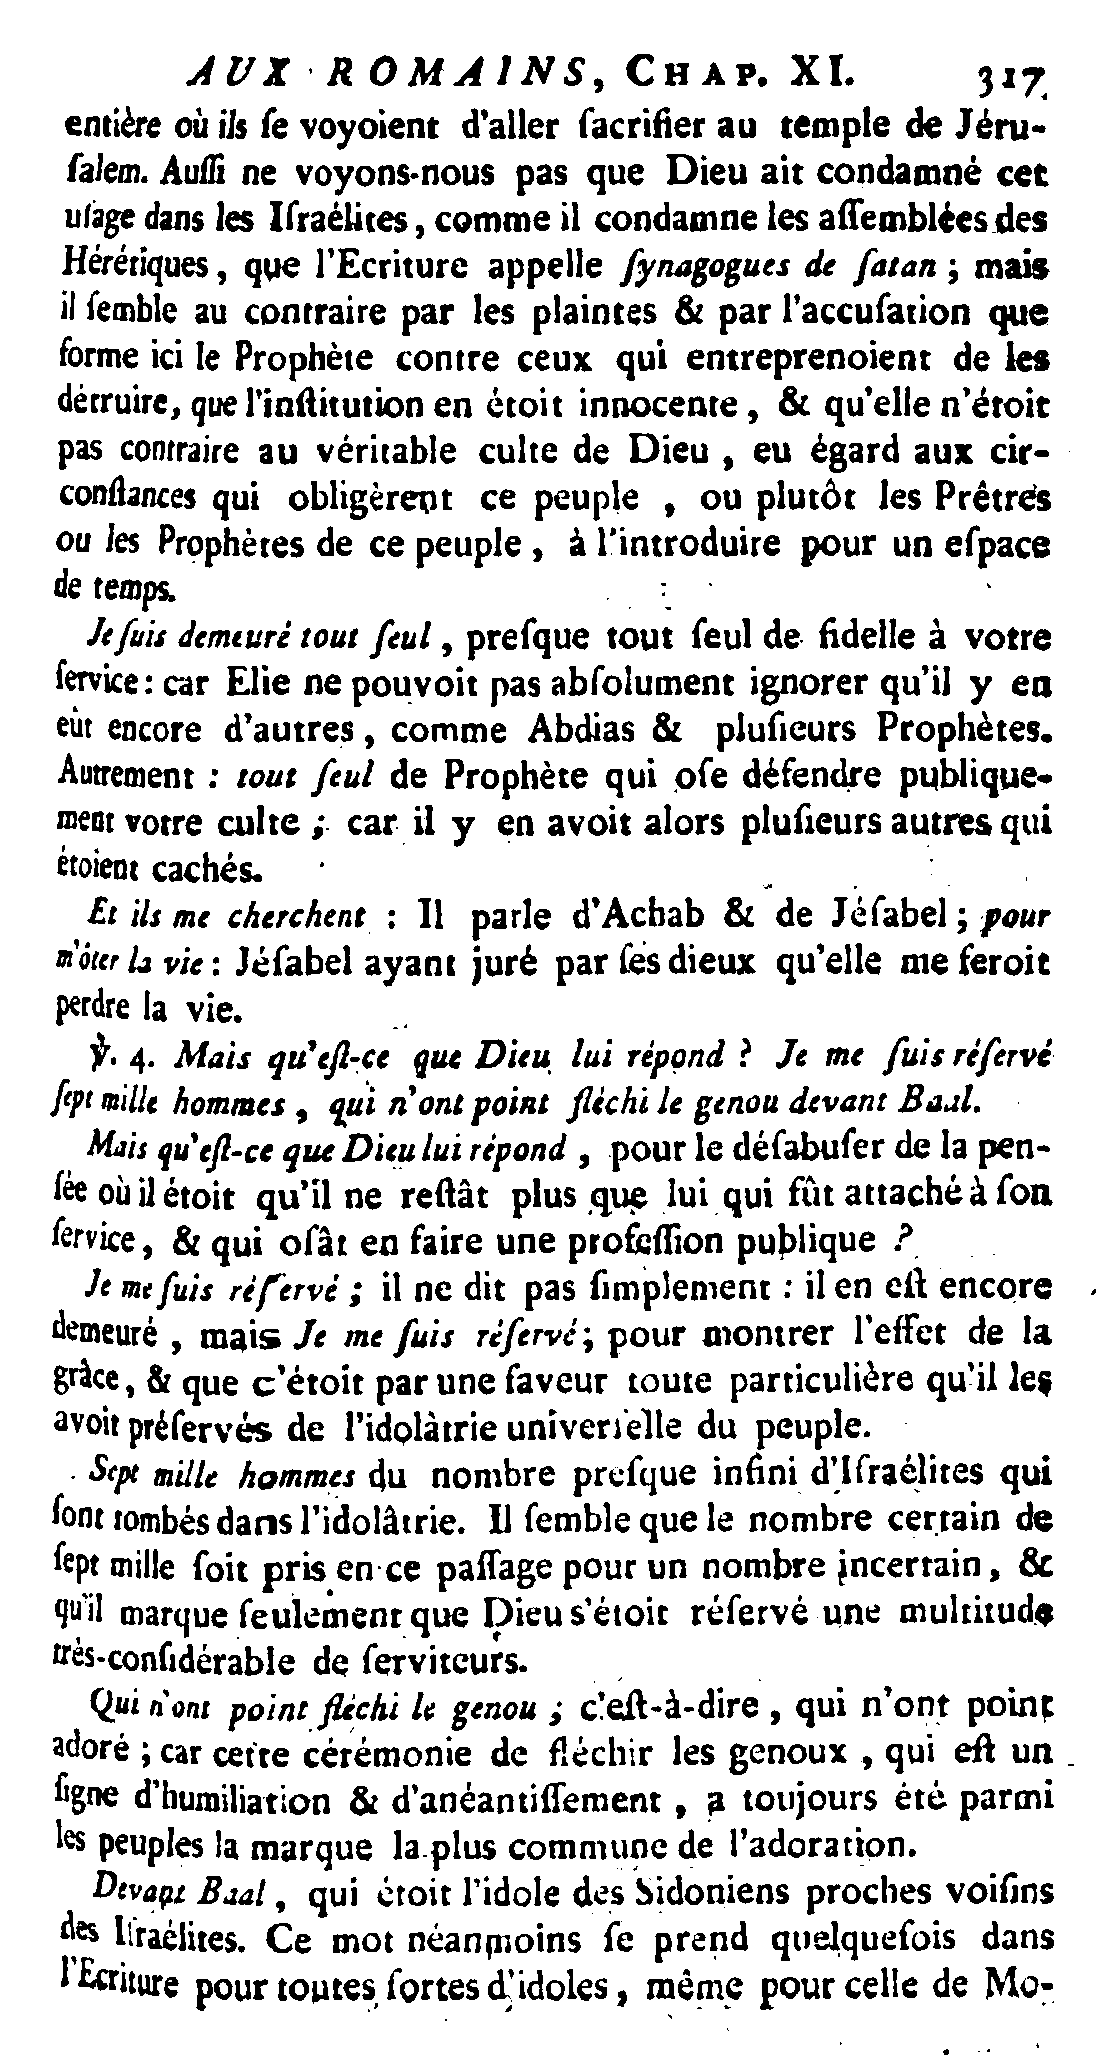 AUX ROMAINS, CHAP. XI. 317.
entière où ils ſe voyoient d'aller ſacrifier au temple de Jéru-
ſalem. Auſſi ne voyons-nous pas que Dieu ait condamné cet
uſage dans les Iſraélites, comme il condamne les aſſemblées des
Hérétiques, que l'Ecriture appelle ſynagogues de ſatan ; mais
il ſemble au contraire par les plaintes & par l'accuſation que
forme ici le Prophète contre ceux qui entreprenoient de les
détruire, que l'inſtitution en étoit innocente, & qu'elle n'étoit
pas contraire au véritable culte de Dieu, eu égard aux cir-
conſtances qui obligèrent ce peuple, ou plutôt les Prêtres
ou les Prophètes de ce peuple, à l'introduire pour un eſpace
de temps.
Je ſuis demeuré tout ſeul, preſque tout ſeul de fidelle à votre
ſervice : car Elie ne pouvoit pas abſolument ignorer qu'il y en
eût encore d'autres, comme Abdias & pluſieurs Prophètes.
Autrement : tout ſeul de Prophète qui oſe défendre publique-
ment votre culte ; car il y en avoit alors pluſieurs autres qui
étoient cachés.
Et ils me cherchent : Il parle d'Achab & de Jéſabel ; pour
m'ôter la vie : Jéſabel ayant juré par ſes dieux qu'elle me feroit
perdre la vie.
℣. 4. Mais qu'eſt-ce que Dieu lui répond ? Je me ſuis réſervé
ſept mille hommes, qui n'ont point fléchi le genou devant Baal.
Mais qu'eſt-ce que Dieu lui répond, pour le déſabuſer de la pen-
ſée où il étoit qu'il ne reſtât plus que lui qui fût attaché à ſon
ſervice, & qui oſât en faire une profeſſion publique ?
Je me ſuis réſervé ; il ne dit pas ſimplement : il en eſt encore
demeuré, mais Je me ſuis réſervé ; pour montrer l'effet de la
grâce, & que c'étoit par une faveur toute particulière qu'il les
avoit préſervés de l'idolâtrie univerſelle du peuple.
Sept mille hommes du nombre preſque infini d'Iſraélites qui
ſont tombés dans l'idolâtrie. Il ſemble que le nombre certain de
ſept mille ſoit pris en ce paſſage pour un nombre incertain, &
qu'il marque ſeulement que Dieu s'étoit réſervé une multitude
très-conſidérable de ſerviteurs.
Qui n'ont point fléchi le genou ; c'eſt-à-dire, qui n'ont point
adoré ; car cette cérémonie de fléchir les genoux, qui eſt un
ſigne d'humiliation & d'anéantiſſement, a toujours été parmi
les peuples la marque la plus commune de l'adoration.
Devant Baal, qui étoit l'idole des Sidoniens proches voiſins
des Iſraélites. Ce mot néanmoins ſe prend quelquefois dans
l'Ecriture pour toutes ſortes d'idoles, même pour celle de Mo-